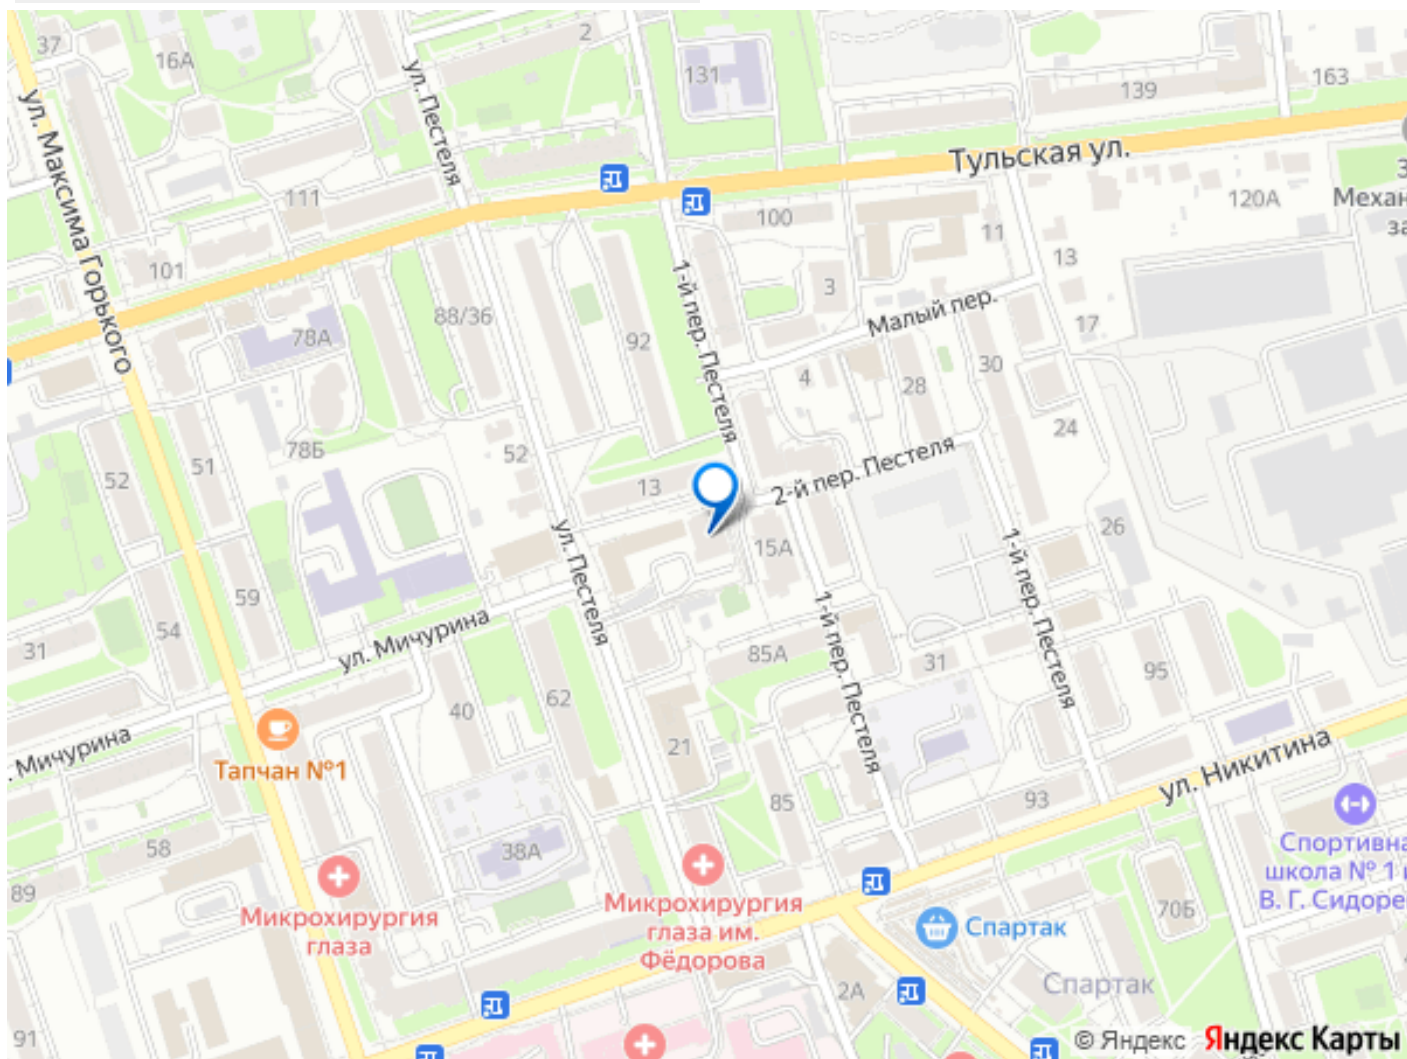 37
16А
2
131
163
139
ул. Пестеля
ул. Максима Горького
Тульская ул.
111
100
11
120А
Механ
за
101
13
3
1-й пер. Пестеля
Малый пер.
88/36
78А
92
17
30
4
28
24
78Б
52
51
52
13
2-й пер. Пестеля
26
15А
ул. Пестеля
1-й пер. Пестеля
59
54
31
ул. Мичурина
85А
1-й пер. Пестеля
31
95
62
40
. Мичурина
Тапчан №1
21
ул. Никитина
85
93
58
38А
Спортивна
школа № 1 и
В. Г. Сидоре
89
Микрохирургия
глаза
Микрохирургия
глаза им.
Фёдорова
70Б
Спартак
Спартак
2А
91
© Яндекс Яндекс Карты